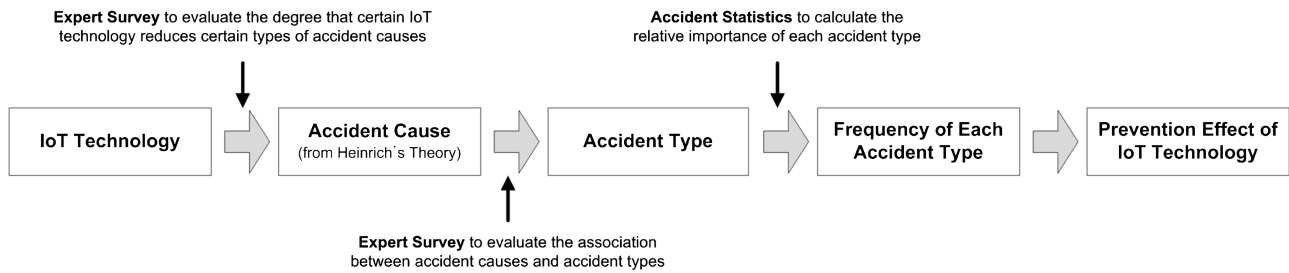 Expert Survey to evaluate the degree that certain IoT
technology reduces certain types of accident causes
Accident Statistics to calculate the
relative importance of each accident type
IoT Technology
Accident Cause
(from Heinrich`s Theory)
Accident Type
Frequency of Each
Accident Type
Prevention Effect of
IoT Technology
Expert Survey to evaluate the association
between accident causes and accident types